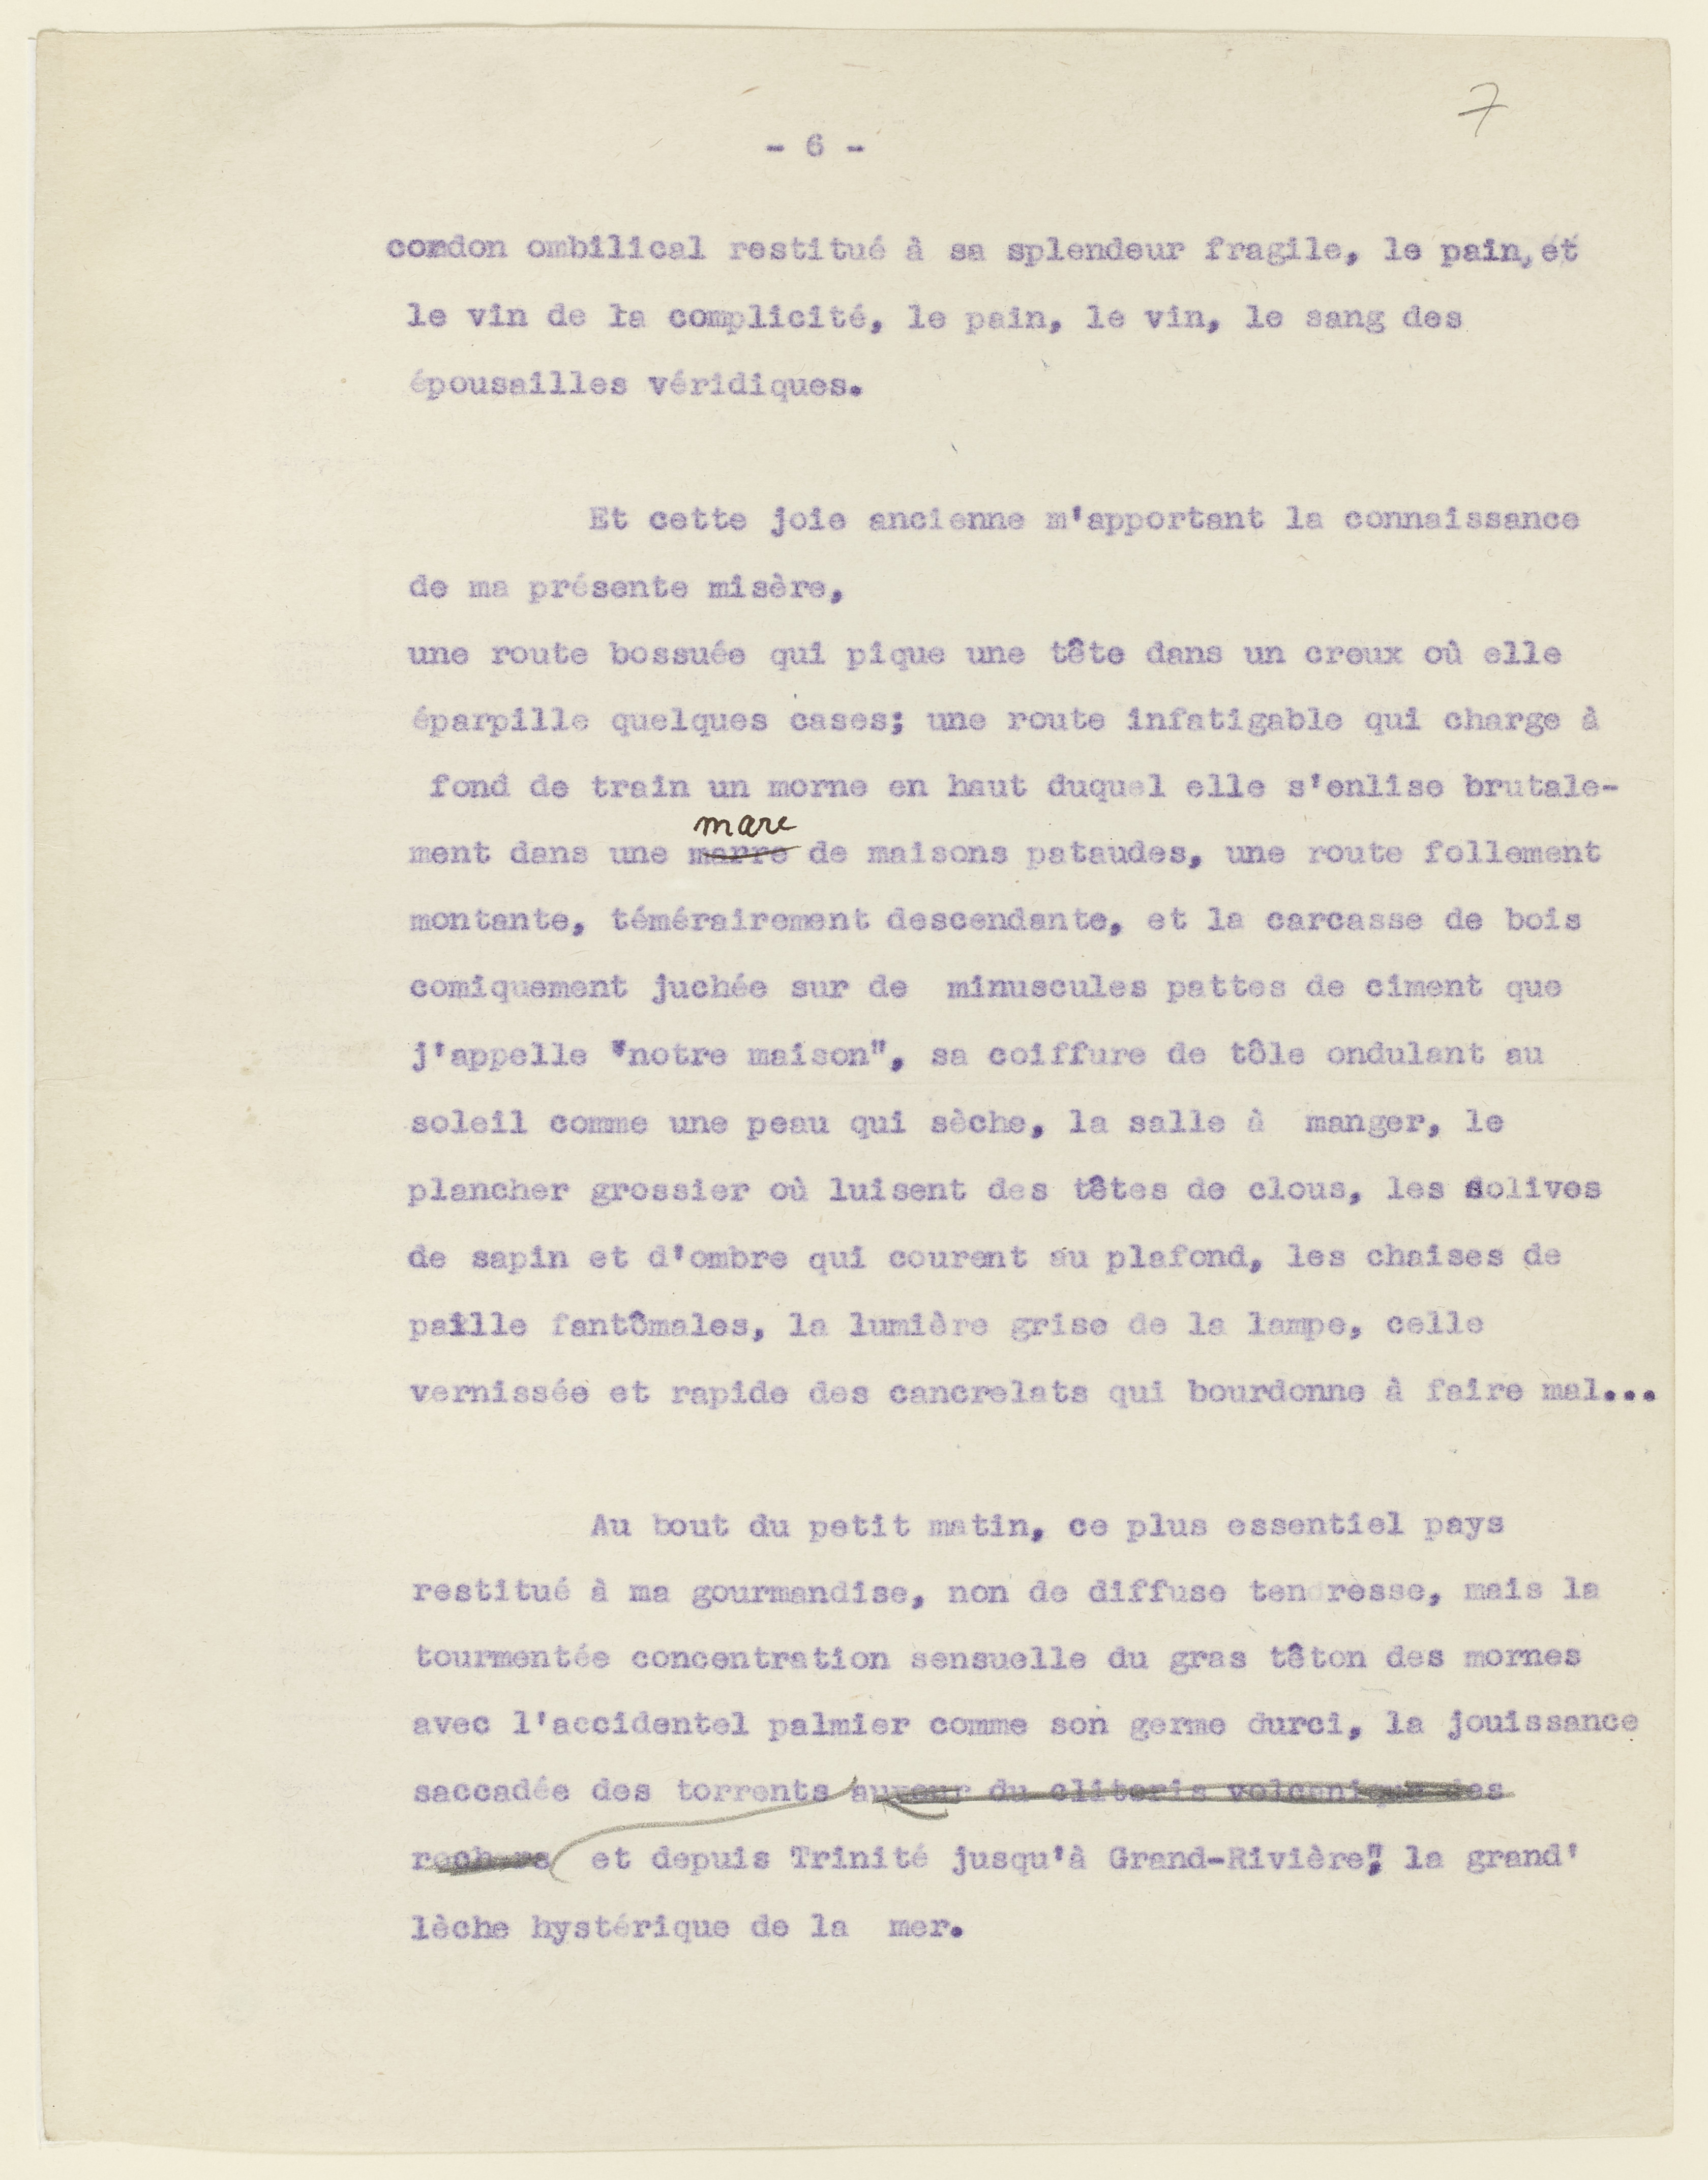 7
- 6 -
cordon ombilical restitué à sa splendeur fragile, le pain, et
le vin de la complicité, le pain, le vin, le sang des
épousailles véridiques.
Et cette joie ancienne m'apportant la connaissance
de ma présente misère,
une route bossuée qui pique une tête dans un creux où elle
éparpille quelques cases; une route infatigable qui charge à
fond de train un morne en haut duquel elle s'enlise brutale-
mare
ment dans une marre de maisons pataudes, une route follement
montante, témérairement descendante, et la carcasse de bois
comiquement juchée sur de minuscules pattes de ciment que
j'appelle "notre maison", sa coiffure de tôle ondulant au
soleil comme une peau qui sèche, la salle à manger, le
plancher grossier où luisent des têtes de clous, les solives
de sapin et d'ombre qui courent au plafond, les chaises de
paille fantômales, la lumière grise de la lampe, celle
vernissée et rapide des cancrelats qui bourdonne à faire mal...
Au bout du petit matin, ce plus essentiel pays
restitué à ma gourmandise, non de diffuse tendresse, mais la
tourmentée concentration sensuelle du gras têton des mornes
avec l'accidentel palmier comme son germe durci, la jouissance
saccadée des torrents du clitoris volcanique des
et depuis Trinité jusqu'à Grand-Rivière, la grand'
lèche hystérique de la mer.